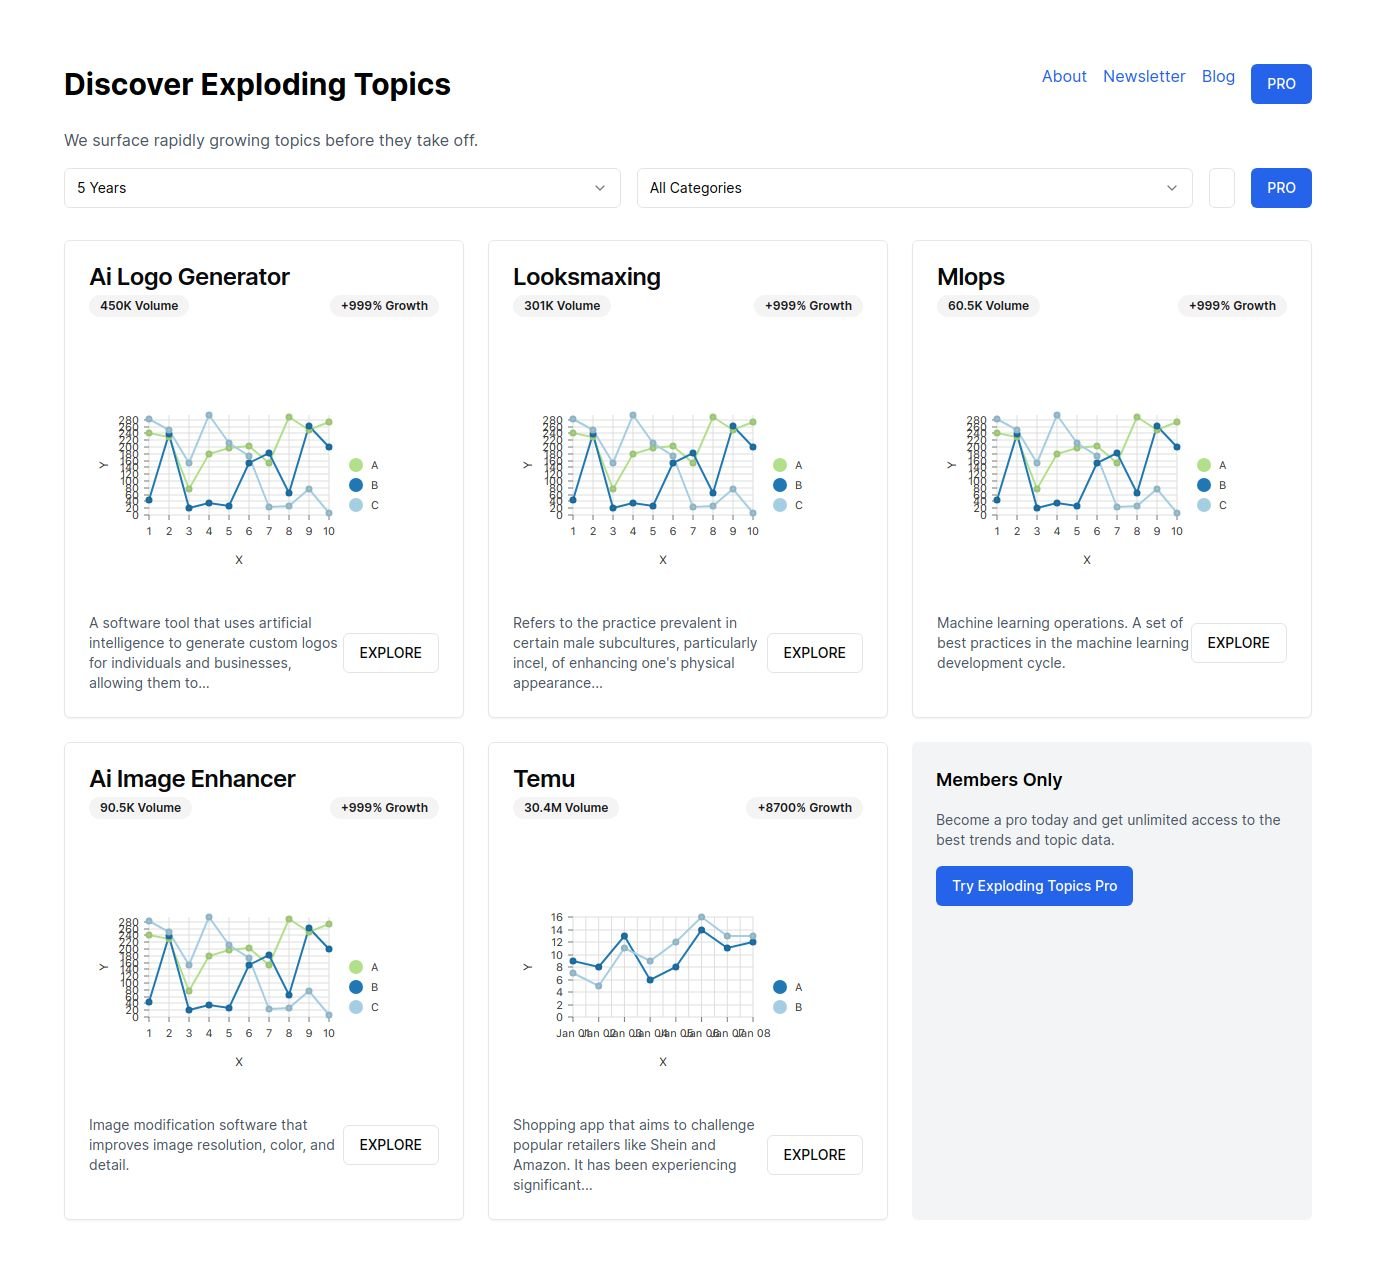 Discover Exploding Topics
About Newsletter Blog PRO
We surface rapidly growing topics before they take off.
5 Years
All Categories
PRO
Ai Logo Generator
450K Volume
+999% Growth
280
260
240
220
200
180
160
140
120
100
80
60
40
20
0
Y
1 2 3 4 5 6 7 8 9 10
X
A
B
C
A software tool that uses artificial
intelligence to generate custom logos
for individuals and businesses,
allowing them to...
EXPLORE
Looksmaxing
301K Volume
+999% Growth
280
260
240
220
200
180
160
140
120
100
80
60
40
20
0
Y
1 2 3 4 5 6 7 8 9 10
X
A
B
C
Refers to the practice prevalent in
certain male subcultures, particularly
incel, of enhancing one's physical
appearance...
EXPLORE
Mlops
60.5K Volume
+999% Growth
280
260
240
220
200
180
160
140
120
100
80
60
40
20
0
Y
1 2 3 4 5 6 7 8 9 10
X
A
B
C
Machine learning operations. A set of
best practices in the machine learning
development cycle.
EXPLORE
Ai Image Enhancer
90.5K Volume
+999% Growth
280
260
240
220
200
180
160
140
120
100
80
60
40
20
0
Y
1 2 3 4 5 6 7 8 9 10
X
A
B
C
Image modification software that
improves image resolution, color, and
detail.
EXPLORE
Temu
30.4M Volume
+8700% Growth
16
14
12
10
8
6
4
2
0
Y
Jan 01 Jan 02 Jan 03 Jan 04 Jan 05 Jan 06 Jan 07 Jan 08
X
A
B
Shopping app that aims to challenge
popular retailers like Shein and
Amazon. It has been experiencing
significant...
EXPLORE
Members Only
Become a pro today and get unlimited access to the
best trends and topic data.
Try Exploding Topics Pro